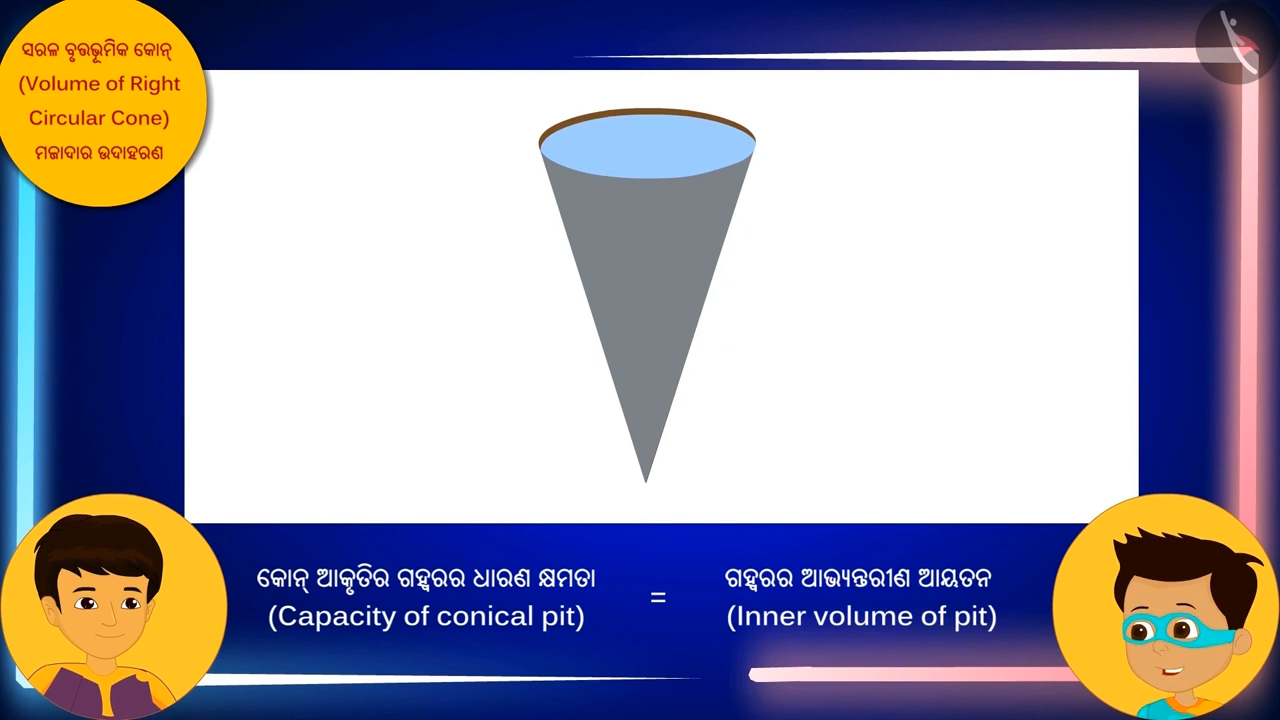 ସରଳ ବୃତ୍ତଭୂମିକ କୋନ୍
(Volume of Right
Circular Cone)
ମଜାଦାର ଉଦାହରଣ
କୋନ୍ ଆକୃତିର ଗହ୍ୱରର ଧାରଣ କ୍ଷମତା
(Capacity of conical pit)
=
ଗହ୍ୱରର ଆଭ୍ୟନ୍ତରୀଣ ଆୟତନ
(Inner volume of pit)